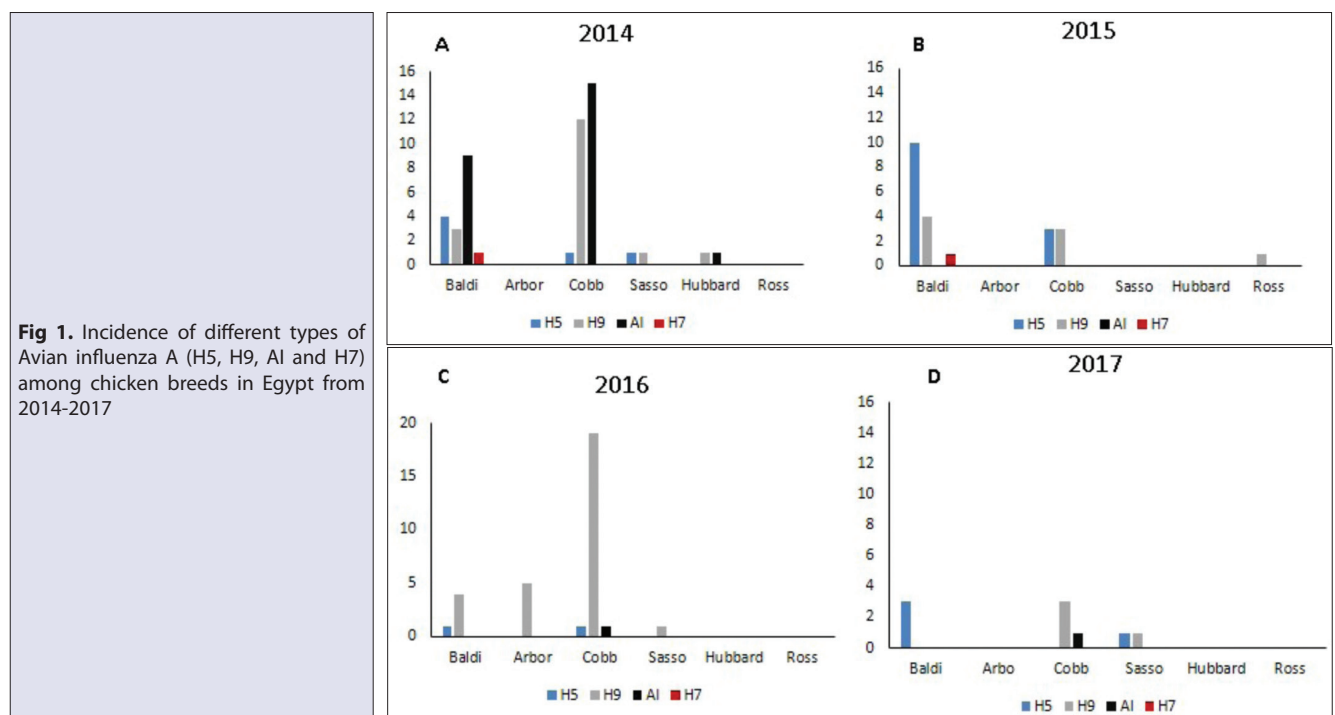 Fig 1. Incidence of different types of
Avian influenza A (H5, H9, AI and H7)
among chicken breeds in Egypt from
2014-2017
A
2014
16
14
12
10
8
6
4
2
0
Baldi Arbor Cobb Sasso Hubbard Ross
H5 H9 AI H7
B
2015
16
14
12
10
8
6
4
2
0
Baldi Arbor Cobb Sasso Hubbard Ross
H5 H9 AI H7
C
2016
20
15
10
5
0
Baldi Arbor Cobb Sasso Hubbard Ross
H5 H9 AI H7
D
2017
16
14
12
10
8
6
4
2
0
Baldi Arbo Cobb Sasso Hubbard Ross
H5 H9 AI H7